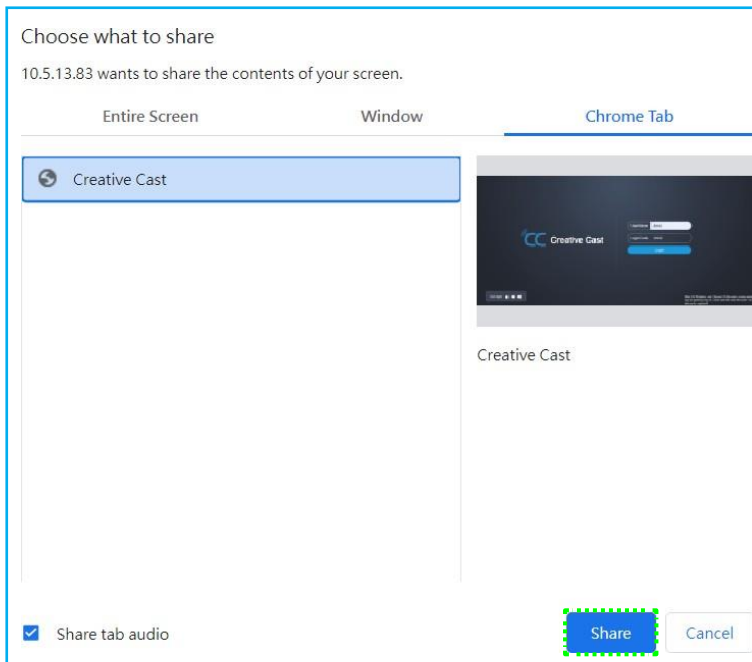 Choose what to share
10.5.13.83 wants to share the contents of your screen.
Entire Screen
Window
Chrome Tab
Creative Cast
CC Creative Cast
Creative Cast
Share tab audio
Share
Cancel